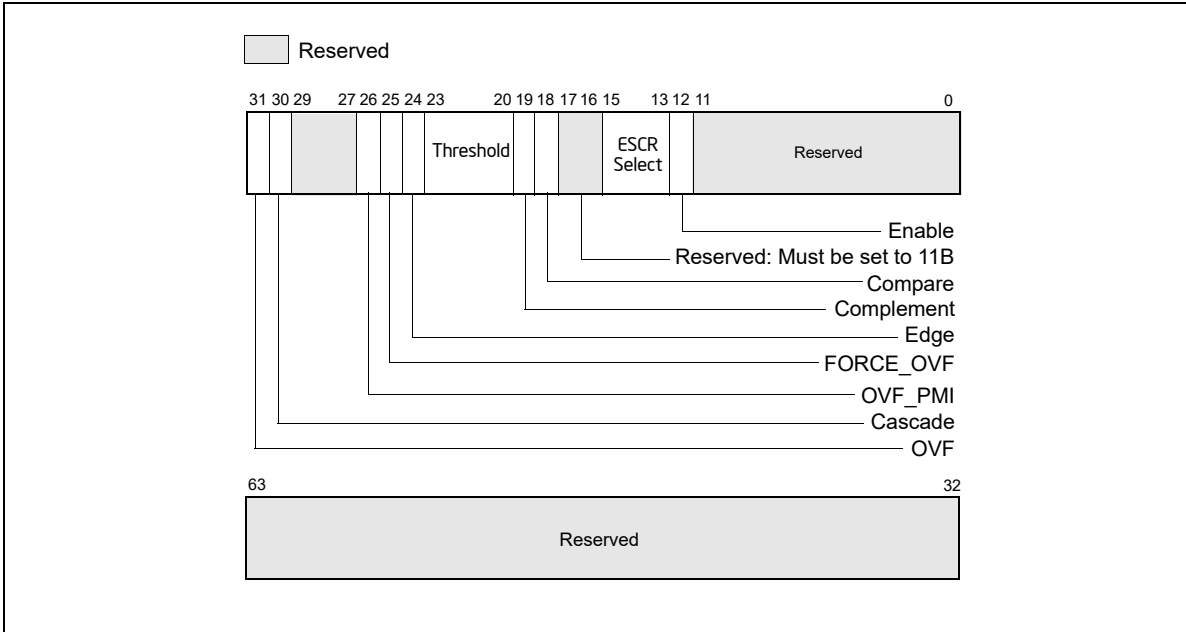 Reserved
31 30 29 27 26 25 24 23 20 19 18 17 16 15 13 12 11 0
Threshold
ESCR
Select
Reserved
Enable
Reserved: Must be set to 11B
Compare
Complement
Edge
FORCE_OVF
OVF_PMI
Cascade
OVF
63 32
Reserved